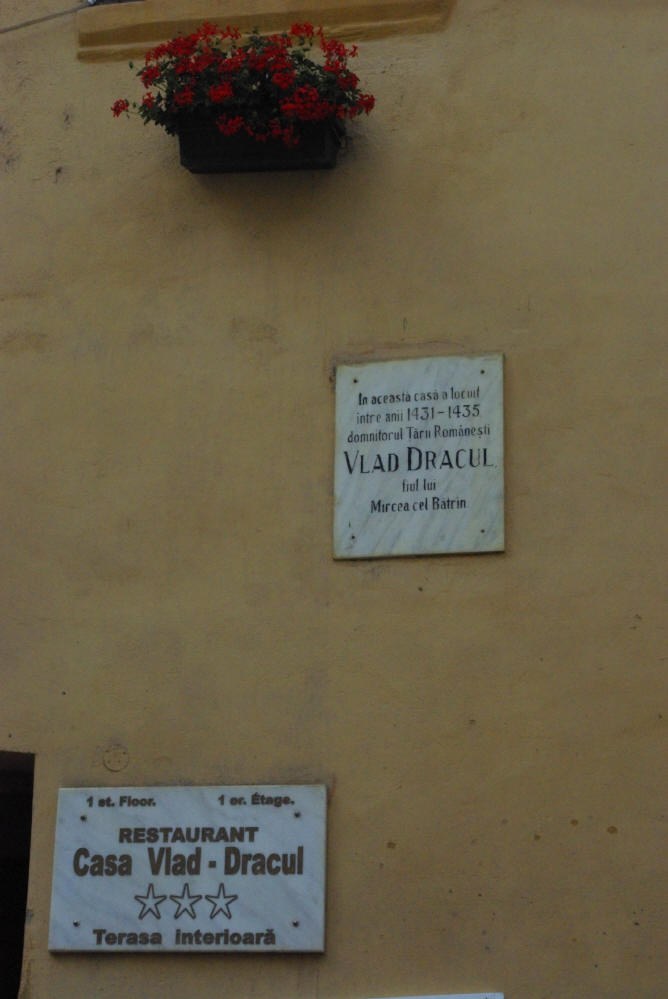 In această casă a locuit
între anii 1431-1435
domnitorul Țării Românești
VLAD DRACUL
fiul lui
Mircea cel Bătrîn
1 st. Floor. 1 er. Étage.
RESTAURANT
Casa Vlad - Dracul
Terasa interioară